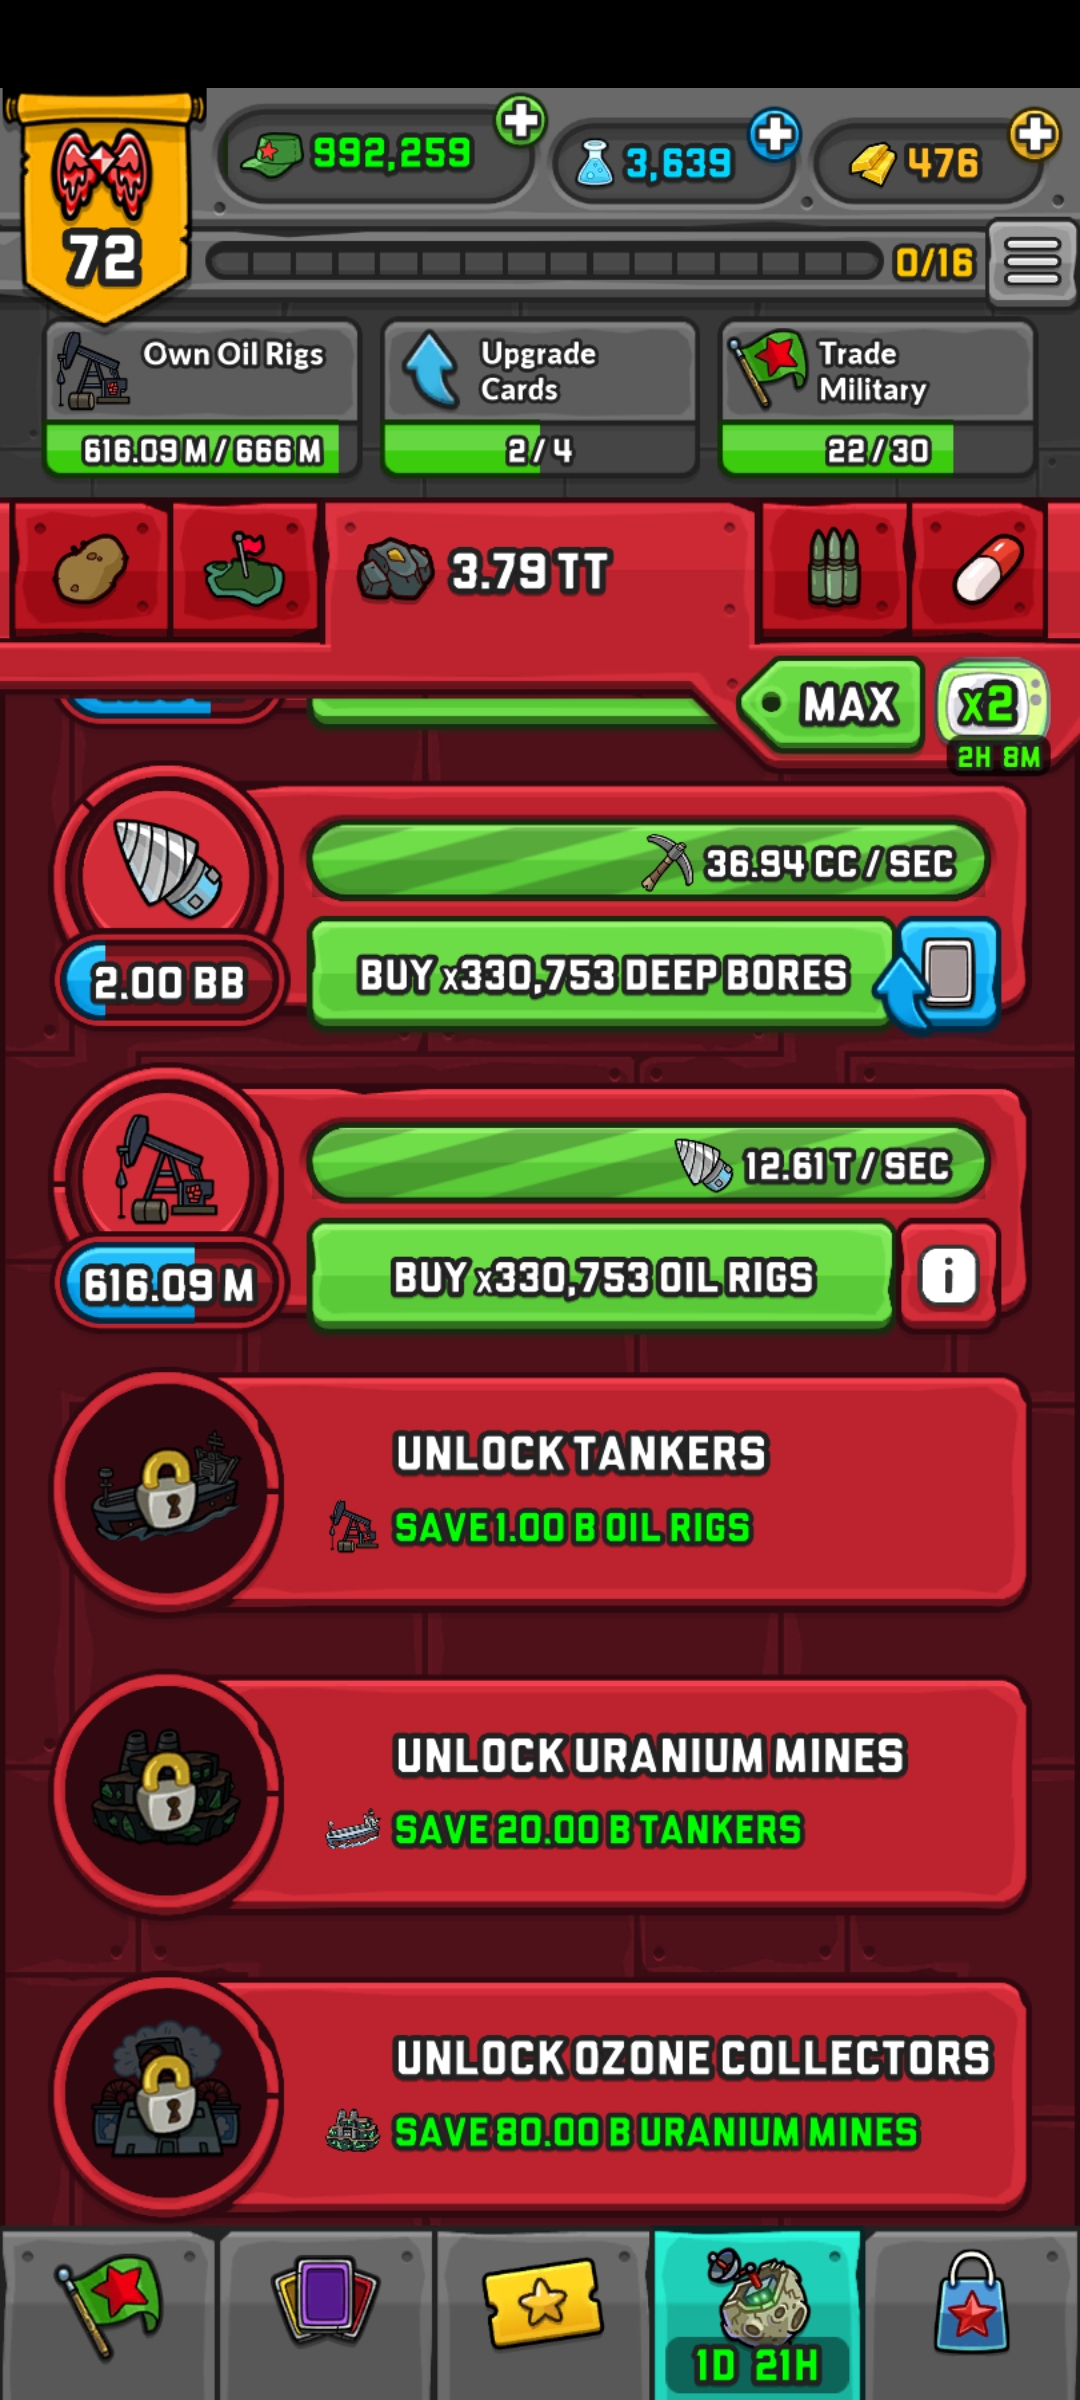 992,259
3,639
476
72
0/16
Own Oil Rigs
616.09 M / 666 M
Upgrade
Cards
2/4
Trade
Military
22/30
3.79 TT
MAX
x2
2H 8M
36.94 CC / SEC
2.00 BB
BUY x330,753 DEEP BORES
12.61 T / SEC
616.09 M
BUY x330,753 OIL RIGS
i
UNLOCK TANKERS
SAVE 1.00 B OIL RIGS
UNLOCK URANIUM MINES
SAVE 20.00 B TANKERS
UNLOCK OZONE COLLECTORS
SAVE 80.00 B URANIUM MINES
1D 21H